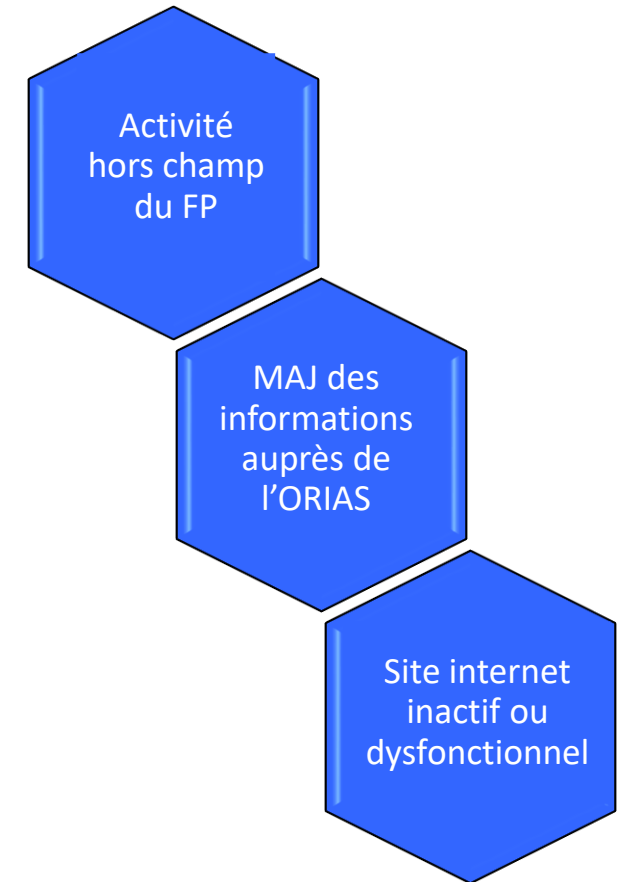 Activité
hors champ
du FP
MAJ des
informations
auprès de
l’ORIAS
Site internet
inactif ou
dysfonctionnel